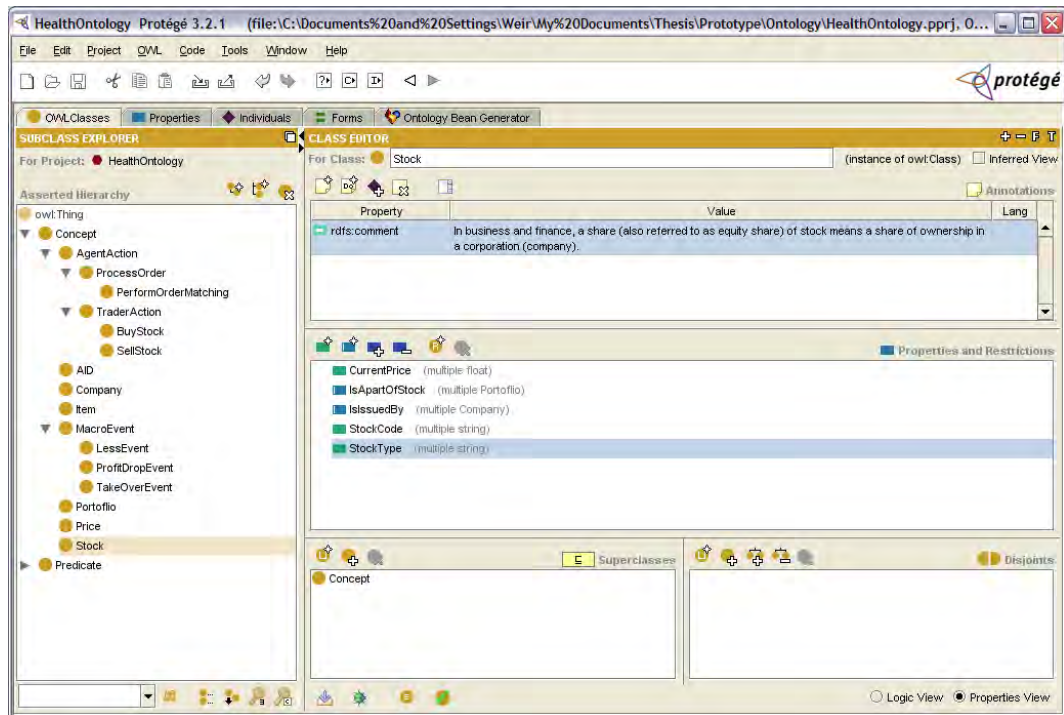 HealthOntology Protégé 3.2.1 (file:\C:\Documents%20and%20Settings\Weir\My%20Documents\Thesis\Prototype\Ontology\HealthOntology.pprj, O...
File Edit Project OWL Code Tools Window Help
protégé
OWLClasses Properties Individuals Forms Ontology Bean Generator
SUBCLASS EXPLORER
CLASS EDITOR
For Project: HealthOntology
For Class: Stock (instance of owl:Class) Inferred View
Asserted Hierarchy
Annotations
Property Value Lang
rdfs:comment In business and finance, a share (also referred to as equity share) of stock means a share of ownership in
a corporation (company).
owl:Thing
Concept
AgentAction
ProcessOrder
PerformOrderMatching
TraderAction
BuyStock
SellStock
AID
Company
Item
MacroEvent
LessEvent
ProfitDropEvent
TakeOverEvent
Portoflio
Price
Stock
Predicate
Properties and Restrictions
CurrentPrice (multiple float)
IsApartOfStock (multiple Portoflio)
IsIssuedBy (multiple Company)
StockCode (multiple string)
StockType (multiple string)
Superclasses
Disjoints
Concept
Logic View Properties View